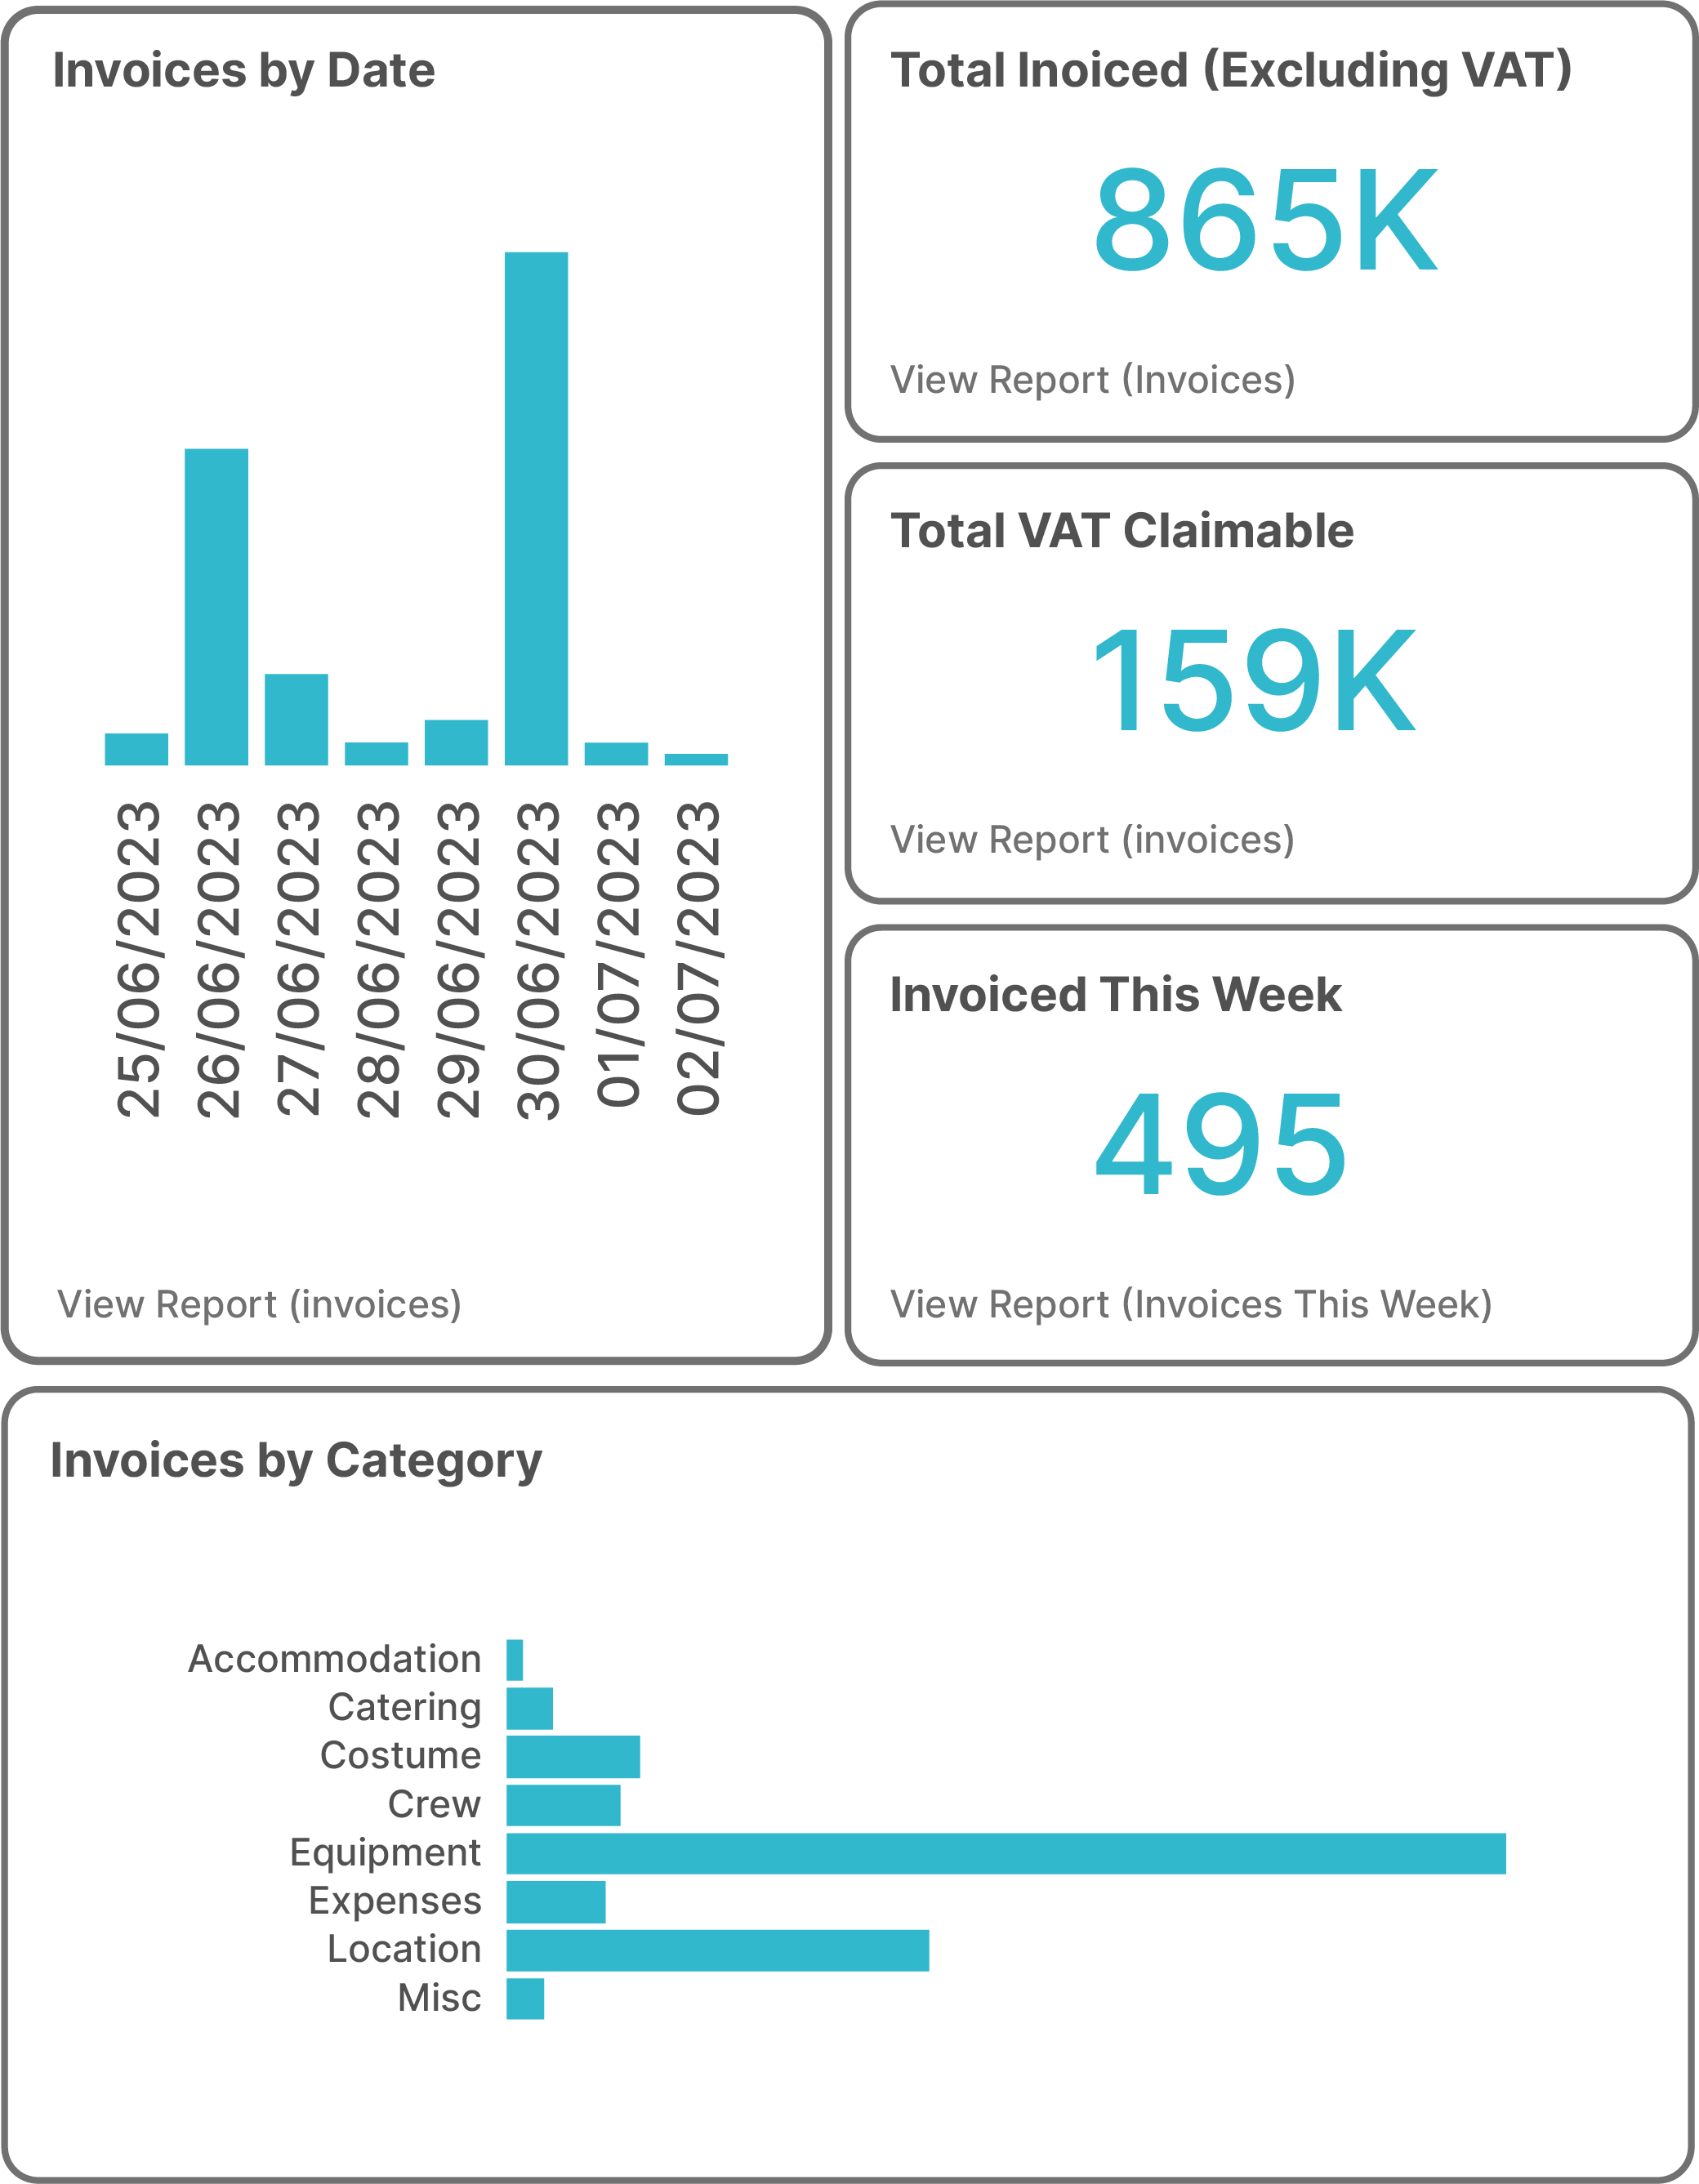 Invoices by Date
25/06/2023
26/06/2023
27/06/2023
28/06/2023
29/06/2023
30/06/2023
01/07/2023
02/07/2023
View Report (invoices)
Total Inoiced (Excluding VAT)
865K
View Report (Invoices)
Total VAT Claimable
159K
View Report (invoices)
Invoiced This Week
495
View Report (Invoices This Week)
Invoices by Category
Accommodation
Catering
Costume
Crew
Equipment
Expenses
Location
Misc